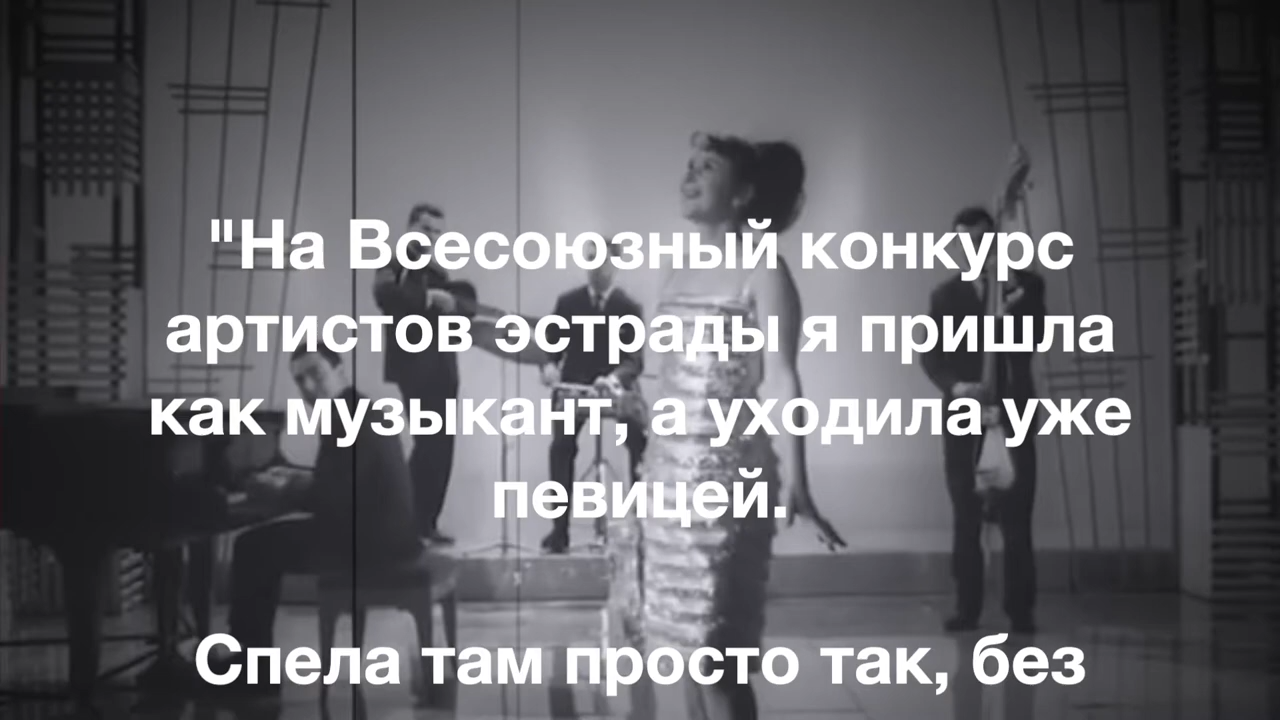 "На Всесоюзный конкурс
артистов эстрады я пришла
как музыкант, а уходила уже
певицей.
Спела там просто так, без